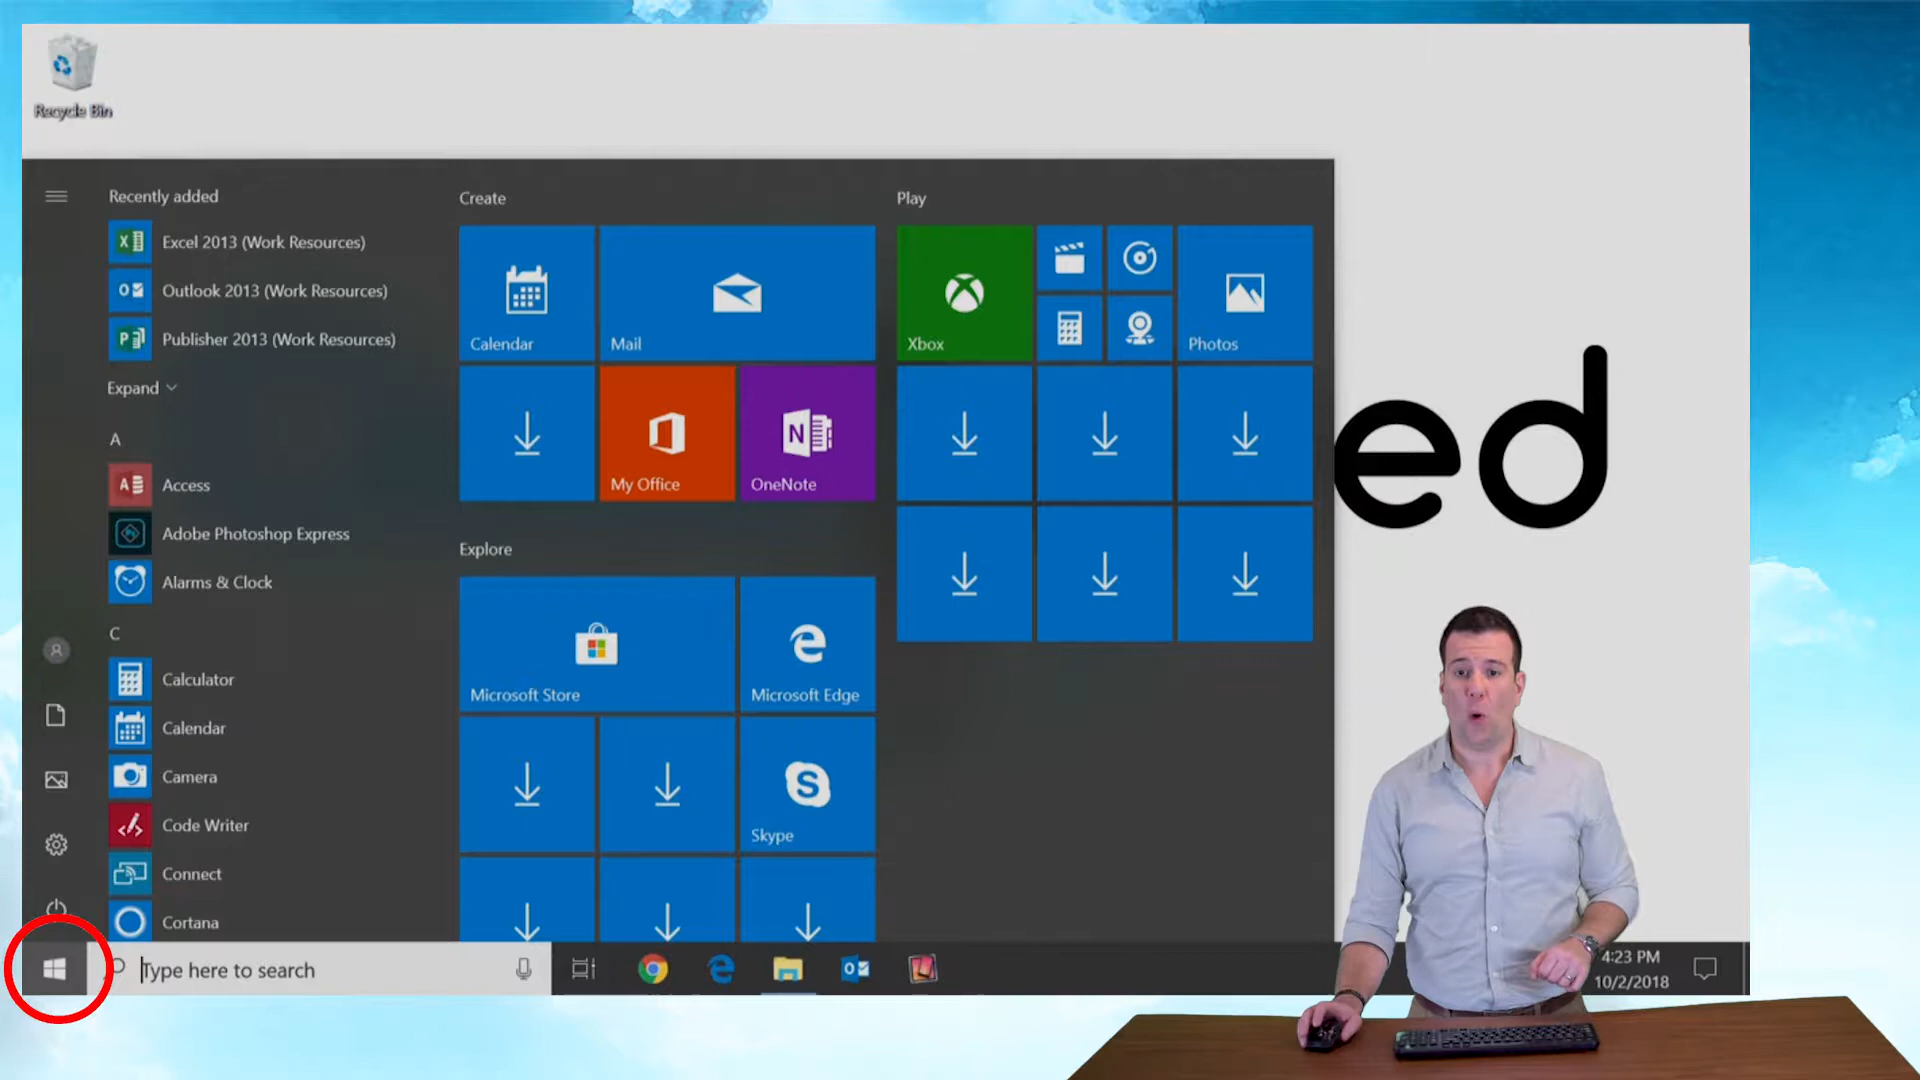 Recycle Bin
Recently added
Excel 2013 (Work Resources)
Outlook 2013 (Work Resources)
Publisher 2013 (Work Resources)
Expand
A
Access
Adobe Photoshop Express
Alarms & Clock
C
Calculator
Calendar
Camera
Code Writer
Connect
Cortana
Create
Calendar
Mail
My Office
OneNote
Explore
Microsoft Store
Microsoft Edge
Skype
Play
Xbox
Photos
ed
Type here to search
4:23 PM
10/2/2018